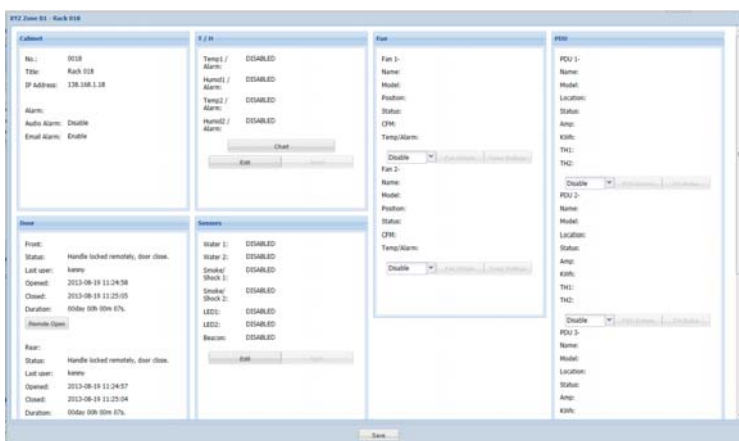 XYZ Zone 01 - Rack 018
Cabinet
No.: 0018
Title: Rack 018
IP Address: 138.168.1.18
Alarm:
Audio Alarm: Disable
Email Alarm: Enable
T / H
Temp1 / Alarm: DISABLED
Humid1 / Alarm: DISABLED
Temp2 / Alarm: DISABLED
Humid2 / Alarm: DISABLED
Chart
Edit
Fan
Fan 1-
Name:
Model:
Position:
Status:
CFM:
Temp/Alarm:
Disable
Fan 2-
Name:
Model:
Position:
Status:
CFM:
Temp/Alarm:
Disable
PDU
PDU 1-
Name:
Model:
Location:
Status:
Amp:
KWh:
TH1:
TH2:
Disable
PDU 2-
Name:
Model:
Location:
Status:
Amp:
KWh:
TH1:
TH2:
Disable
PDU 3-
Name:
Model:
Location:
Status:
Amp:
KWh:
Door
Front:
Status: Handle locked remotely, door close.
Last user: kenny
Opened: 2013-08-19 11:24:58
Closed: 2013-08-19 11:25:05
Duration: 00day 00h 00m 07s.
Remote Open
Rear:
Status: Handle locked remotely, door close.
Last user: kenny
Opened: 2013-08-19 11:24:57
Closed: 2013-08-19 11:25:04
Duration: 00day 00h 00m 07s.
Sensors
Water 1: DISABLED
Water 2: DISABLED
Smoke/ Shock 1: DISABLED
Smoke/ Shock 2: DISABLED
LED1: DISABLED
LED2: DISABLED
Beacon: DISABLED
Edit
Save